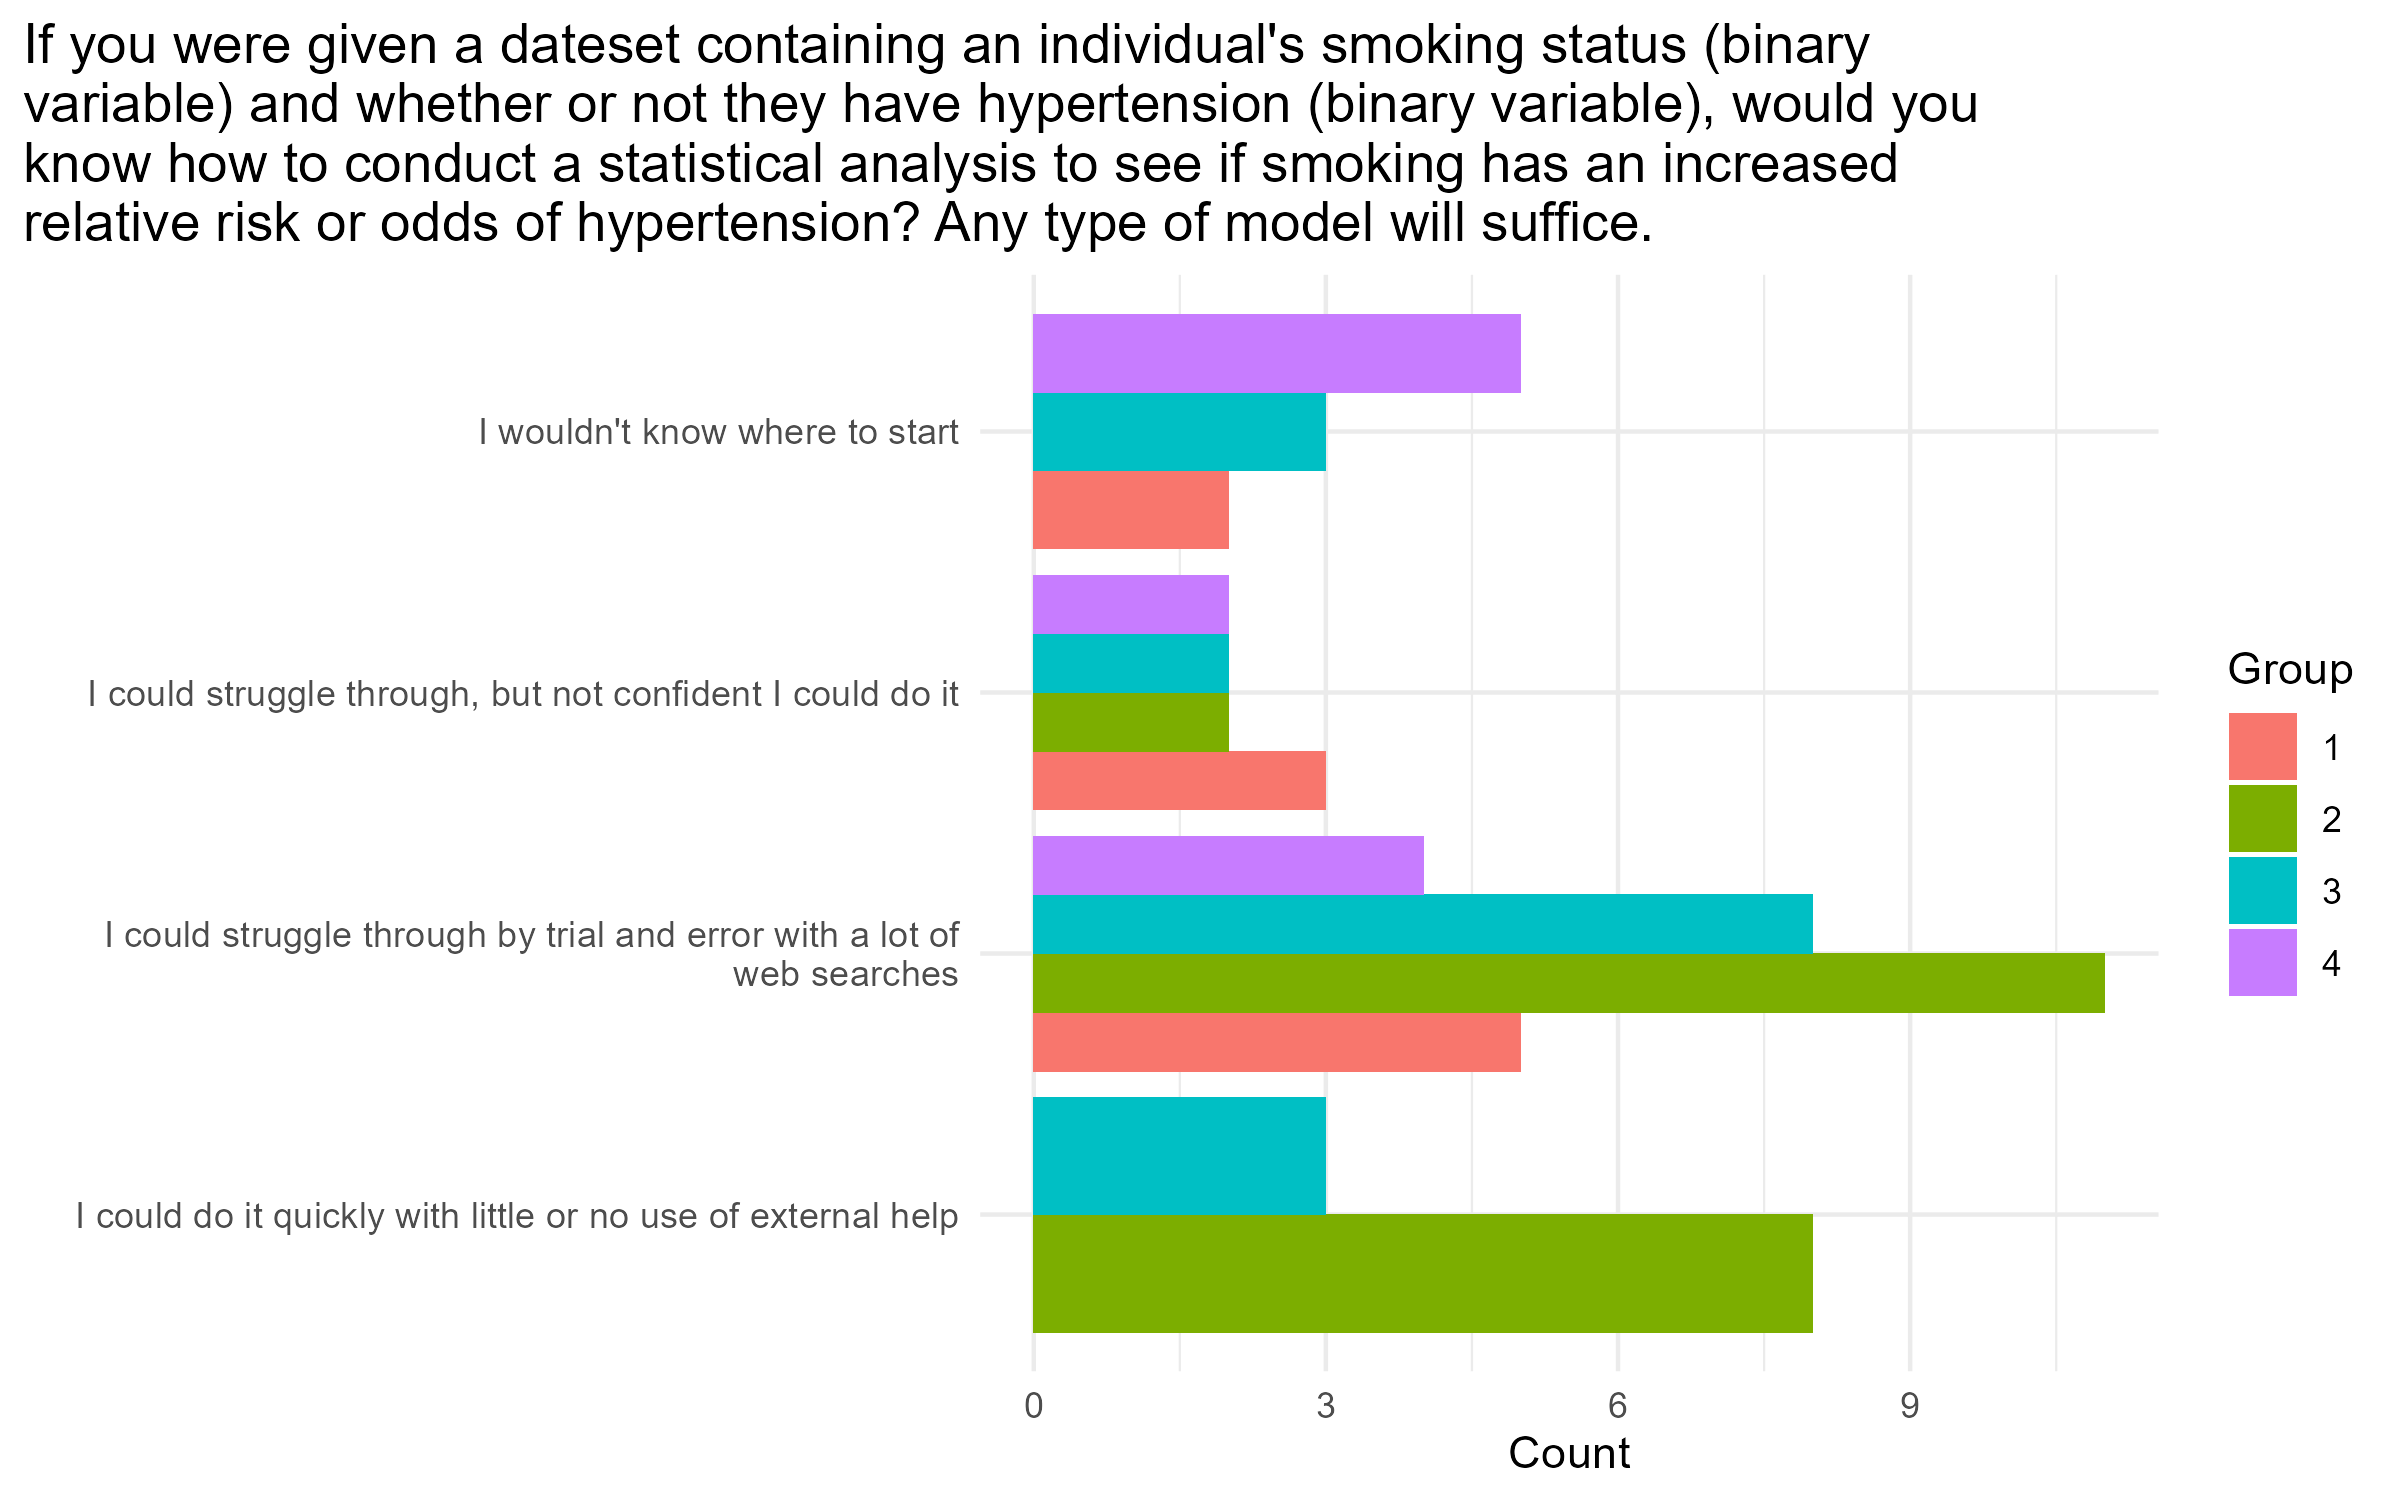 If you were given a dateset containing an individual's smoking status (binary
variable) and whether or not they have hypertension (binary variable), would you
know how to conduct a statistical analysis to see if smoking has an increased
relative risk or odds of hypertension? Any type of model will suffice.
I wouldn't know where to start
I could struggle through, but not confident I could do it
I could struggle through by trial and error with a lot of
web searches
I could do it quickly with little or no use of external help
0 3 6 9
Count
Group
1
2
3
4